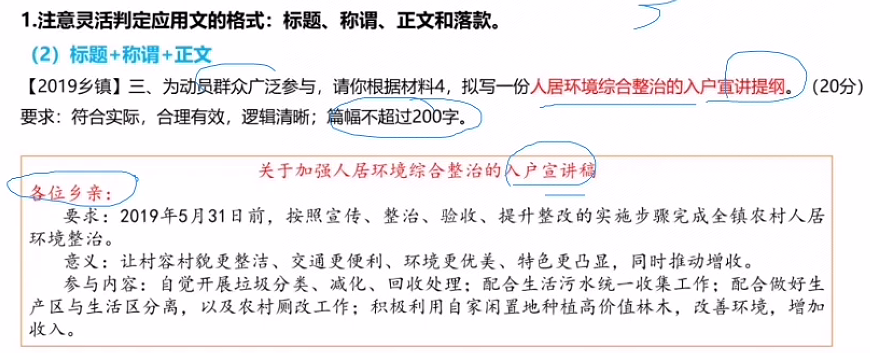 1.注意灵活判定应用文的格式：标题、称谓、正文和落款。
（2）标题+称谓+正文
【2019乡镇】三、为动员群众广泛参与，请你根据材料4，拟写一份人居环境综合整治的入户宣讲提纲。（20分）
要求：符合实际，合理有效，逻辑清晰；篇幅不超过200字。
关于加强人居环境综合整治的入户宣讲稿
各位乡亲：
要求：2019年5月31日前，按照宣传、整治、验收、提升整改的实施步骤完成全镇农村人居
环境整治。
意义：让村容村貌更整洁、交通更便利、环境更优美、特色更凸显，同时推动增收。
参与内容：自觉开展垃圾分类、减化、回收处理；配合生活污水统一收集工作；配合做好生
产区与生活区分离，以及农村厕改工作；积极利用自家闲置地种植高价值林木，改善环境，增加
收入。